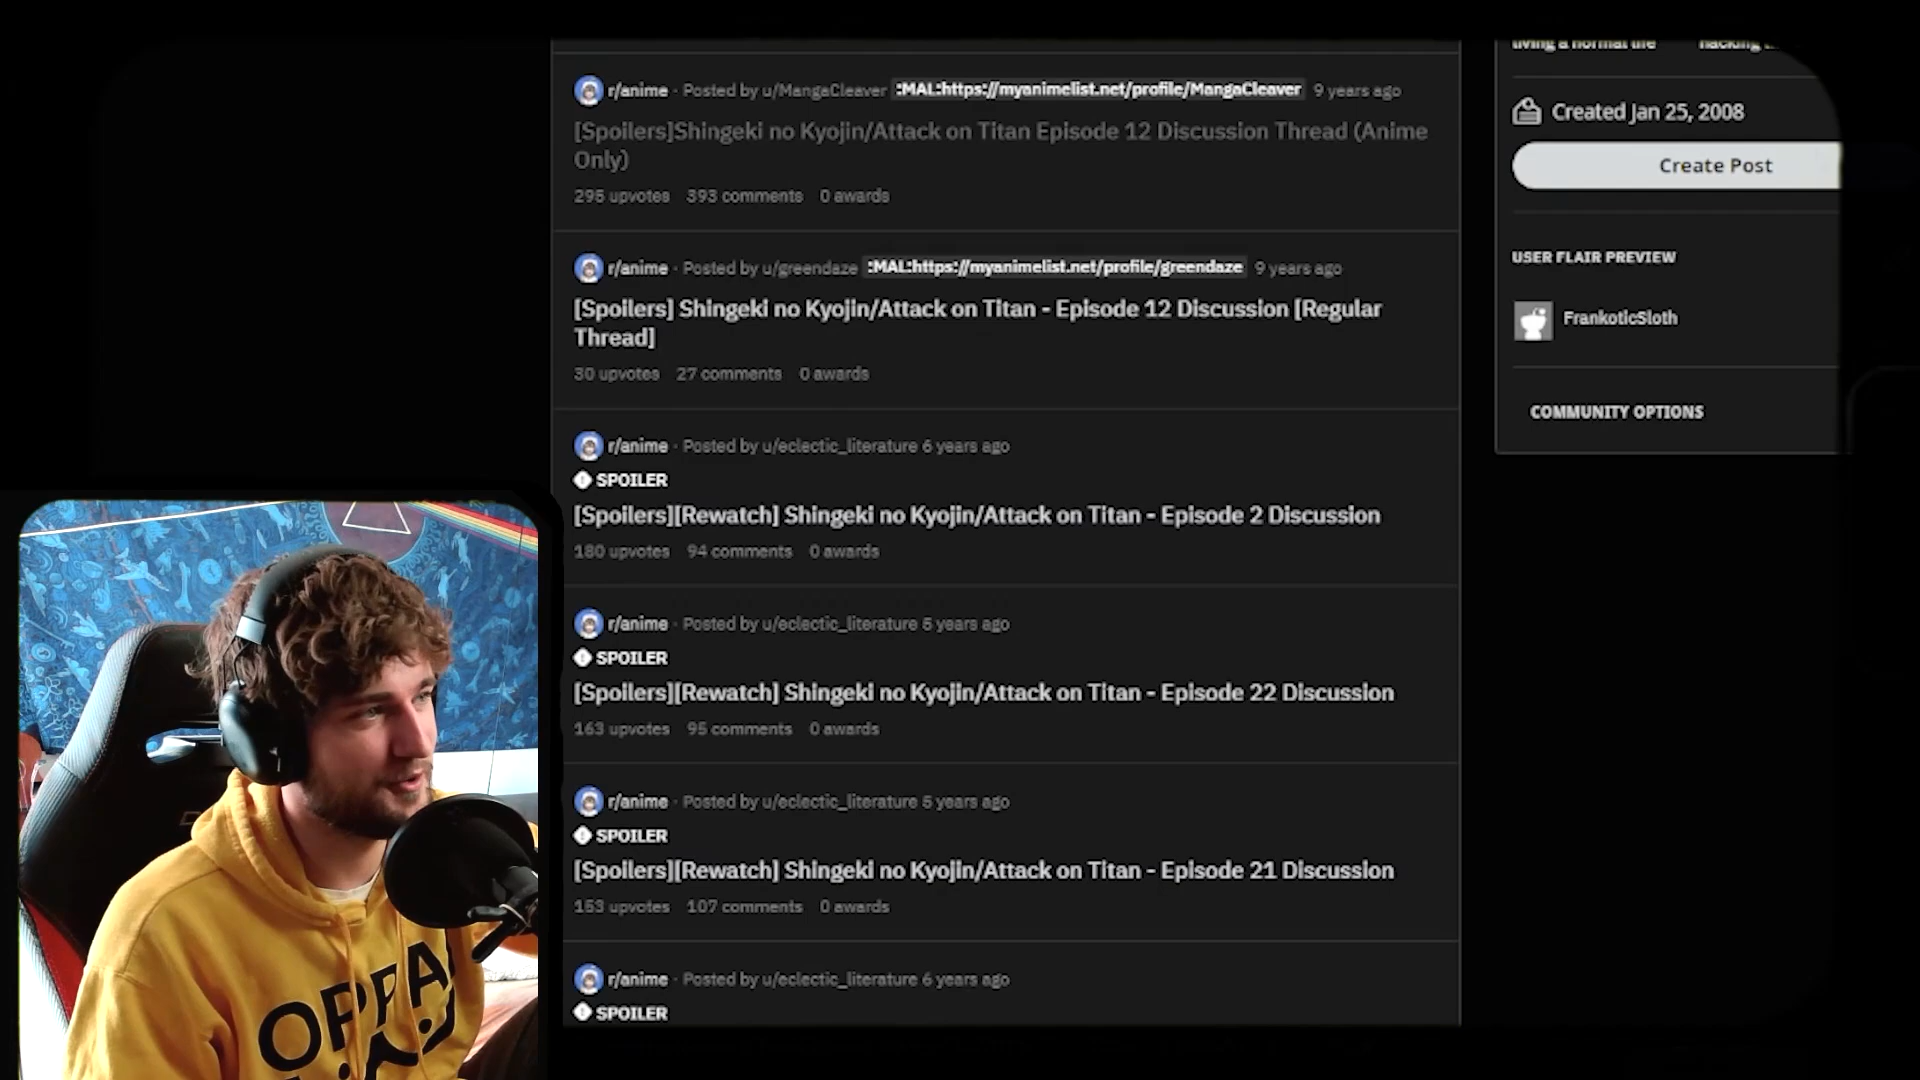 living a normal life
r/anime · Posted by u/MangaCleaver :MAL:https://myanimelist.net/profile/MangaCleaver 9 years ago
[Spoilers]Shingeki no Kyojin/Attack on Titan Episode 12 Discussion Thread (Anime
Only)
295 upvotes 393 comments 0 awards
r/anime · Posted by u/greendaze :MAL:https://myanimelist.net/profile/greendaze 9 years ago
[Spoilers] Shingeki no Kyojin/Attack on Titan - Episode 12 Discussion [Regular
Thread]
30 upvotes 27 comments 0 awards
r/anime · Posted by u/eclectic_literature 6 years ago
SPOILER
[Spoilers][Rewatch] Shingeki no Kyojin/Attack on Titan - Episode 2 Discussion
180 upvotes 94 comments 0 awards
r/anime · Posted by u/eclectic_literature 5 years ago
SPOILER
[Spoilers][Rewatch] Shingeki no Kyojin/Attack on Titan - Episode 22 Discussion
163 upvotes 95 comments 0 awards
r/anime · Posted by u/eclectic_literature 5 years ago
SPOILER
[Spoilers][Rewatch] Shingeki no Kyojin/Attack on Titan - Episode 21 Discussion
153 upvotes 107 comments 0 awards
r/anime · Posted by u/eclectic_literature 6 years ago
SPOILER
Created Jan 25, 2008
Create Post
USER FLAIR PREVIEW
FrankoticSloth
COMMUNITY OPTIONS
OPPA